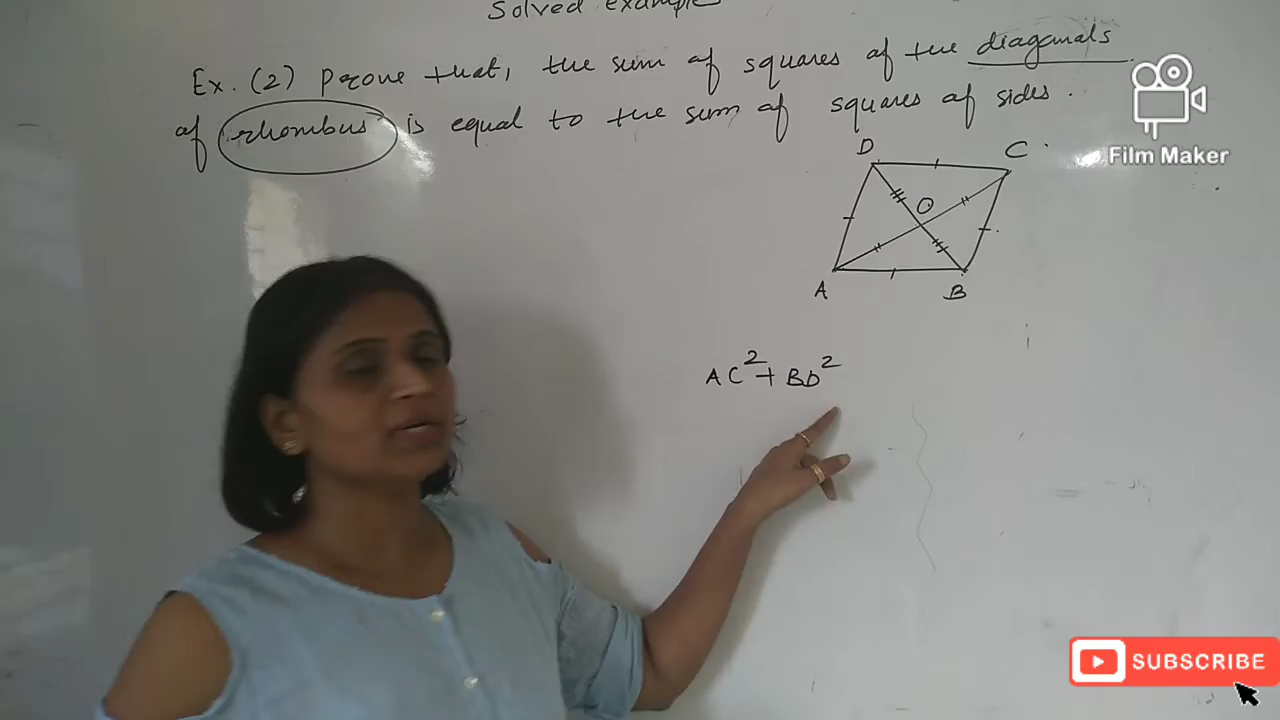 Solved example
Ex. (2) Prove that, the sum of squares of the diagonals
of rhombus is equal to the sum of squares of sides.
Film Maker
D
C
O
A
B
AC²+ BD²
SUBSCRIBE